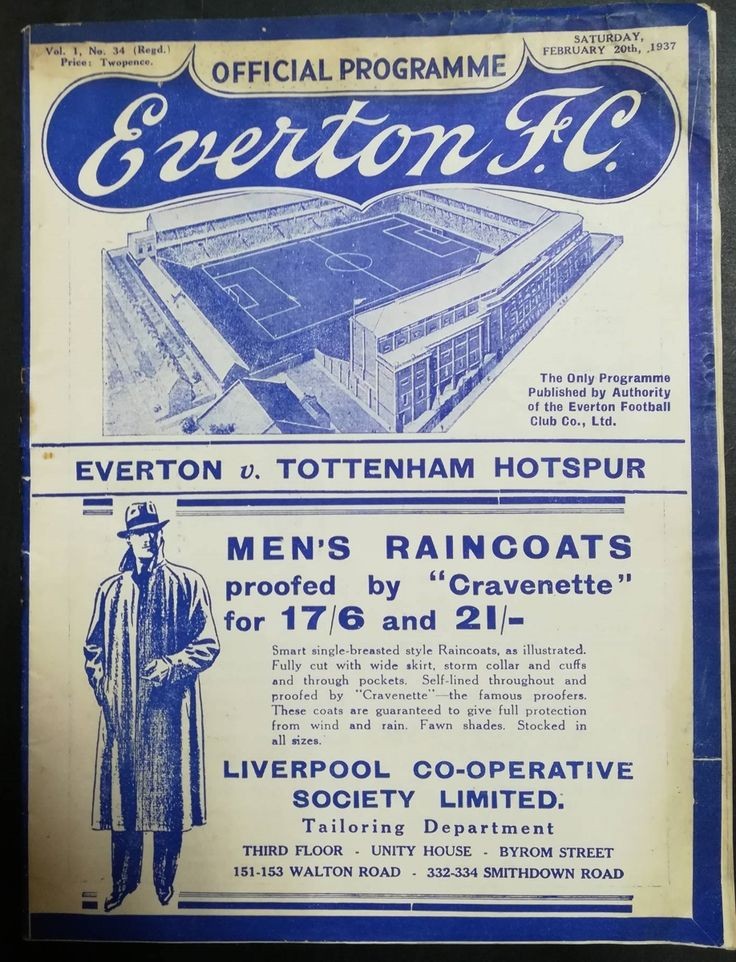 Vol. 1, No. 34 (Regd.)
Price: Twopence.
SATURDAY,
FEBRUARY 20th, 1937
OFFICIAL PROGRAMME
Everton F.C.
The Only Programme
Published by Authority
of the Everton Football
Club Co., Ltd.
EVERTON v. TOTTENHAM HOTSPUR
MEN'S RAINCOATS
proofed by "Cravenette"
for 17/6 and 21/-
Smart single-breasted style Raincoats, as illustrated.
Fully cut with wide skirt, storm collar and cuffs
and through pockets. Self-lined throughout and
proofed by "Cravenette"—the famous proofers.
These coats are guaranteed to give full protection
from wind and rain. Fawn shades. Stocked in
all sizes.
LIVERPOOL CO-OPERATIVE
SOCIETY LIMITED.
Tailoring Department
THIRD FLOOR - UNITY HOUSE - BYROM STREET
151-153 WALTON ROAD - 332-334 SMITHDOWN ROAD